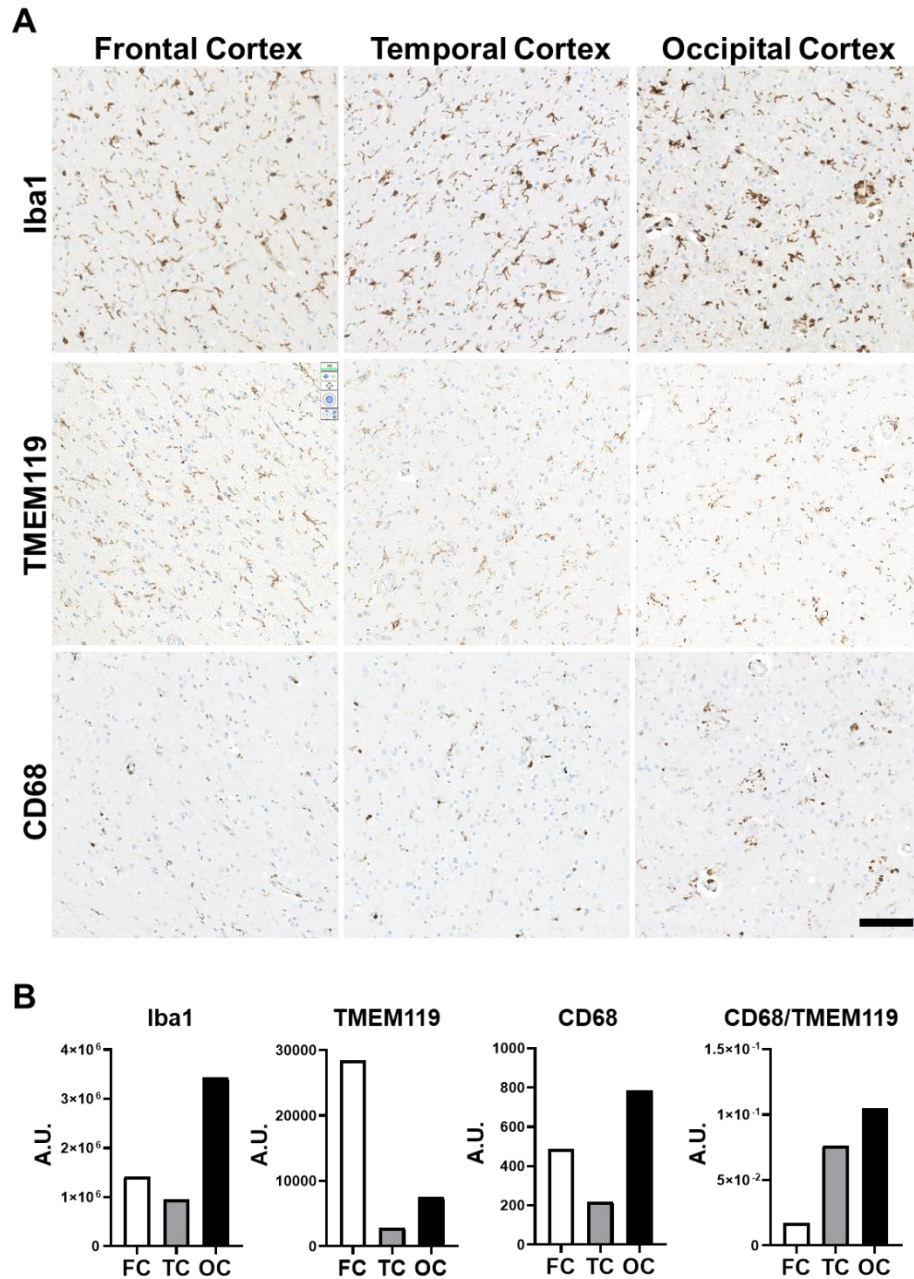 A
Frontal Cortex Temporal Cortex Occipital Cortex
Iba1
TMEM119
CD68
B
Iba1 TMEM119 CD68 CD68/TMEM119
A.U.
4×10⁶
3×10⁶
2×10⁶
1×10⁶
0
FC TC OC
A.U.
30000
20000
10000
0
FC TC OC
A.U.
1000
800
600
400
200
0
FC TC OC
A.U.
1.5×10⁻¹
1×10⁻¹
5×10⁻²
0
FC TC OC